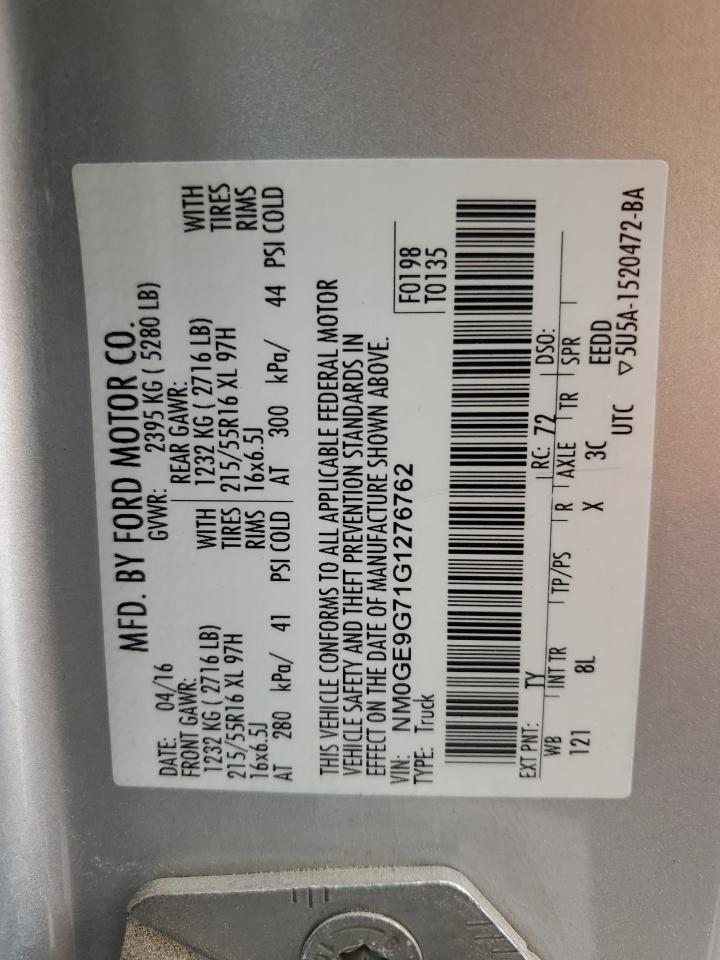 MFD. BY FORD MOTOR CO.
DATE: 04/16 GVWR: 2395 KG ( 5280 LB)
FRONT GAWR: REAR GAWR:
1232 KG ( 2716 LB) WITH 1232 KG ( 2716 LB) WITH
215/55R16 XL 97H TIRES 215/55R16 XL 97H TIRES
16x6.5J RIMS 16x6.5J RIMS
AT 280 kPa/ 41 PSI COLD AT 300 kPa/ 44 PSI COLD
THIS VEHICLE CONFORMS TO ALL APPLICABLE FEDERAL MOTOR
VEHICLE SAFETY AND THEFT PREVENTION STANDARDS IN
EFFECT ON THE DATE OF MANUFACTURE SHOWN ABOVE.
VIN: NM0GE9G71G1276762 F0198
TYPE: Truck T0135
EXT PNT: TY RC: 72 DSO:
WB INT TR TP/PS R AXLE TR SPR
121 8L X 3C EEDD
UTC ▽5U5A-1520472-BA